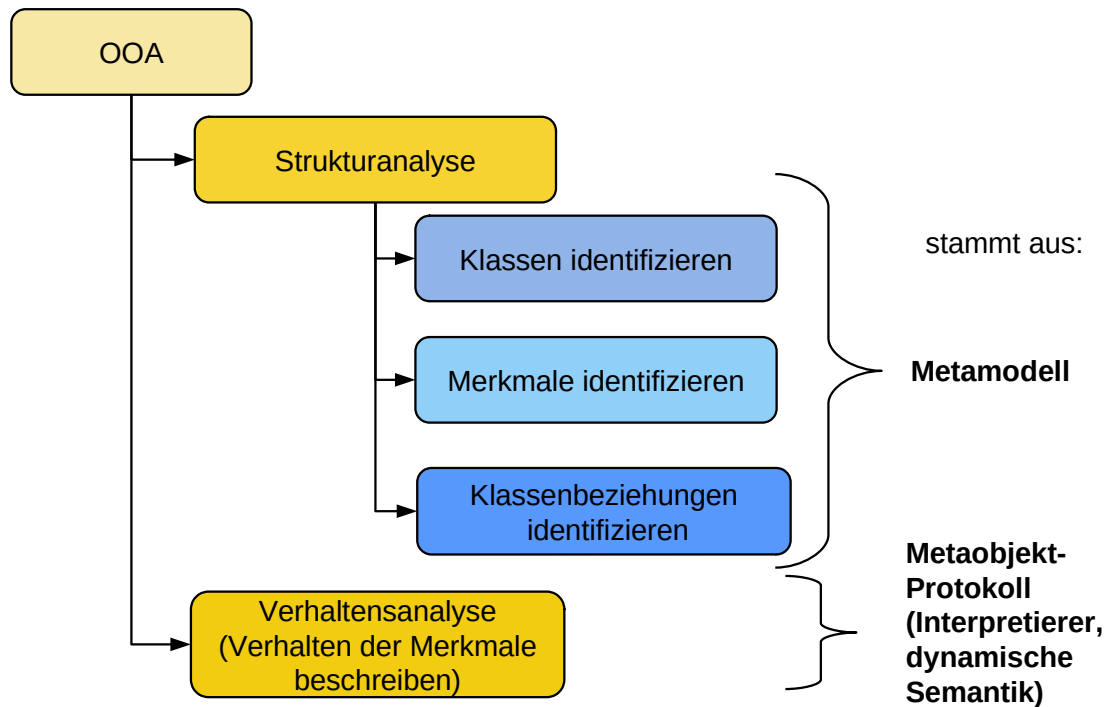 OOA
Strukturanalyse
Klassen identifizieren
Merkmale identifizieren
Klassenbeziehungen
identifizieren
Verhaltensanalyse
(Verhalten der Merkmale
beschreiben)
stammt aus:
Metamodell
Metaobjekt-
Protokoll
(Interpretierer,
dynamische
Semantik)